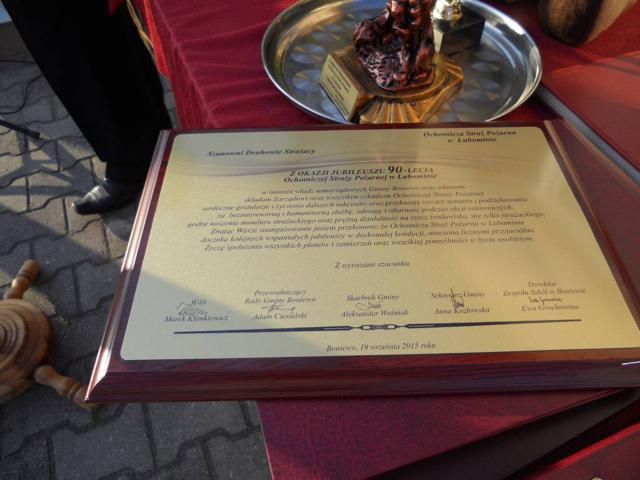 Ochotnicza Straż Pożarna
w Lubominie
Szanowni Druhowie Strażacy
Z OKAZJI JUBILEUSZU 90-LECIA
Ochotniczej Straży Pożarnej w Lubominie
w imieniu władz samorządowych Gminy Boniewo oraz własnym
składam Zarządowi oraz wszystkim członkom Ochotniczej Straży Pożarnej
serdeczne gratulacje i życzenia dalszych sukcesów oraz przekazuję wyrazy uznania i podziękowania
za bezinteresowną i humanitarną służbę, odwagę i ofiarność podczas akcji ratowniczych,
godne noszenie munduru strażackiego oraz prężną działalność na rzecz środowiska, nie tylko strażackiego.
Znając Wasze zaangażowanie jestem przekonany, że Ochotnicza Straż Pożarna w Lubominie
doczeka kolejnych wspaniałych jubileuszy w doskonałej kondycji, otoczona licznymi przyjaciółmi.
Życzę spełnienia wszystkich planów i zamierzeń oraz wszelkiej pomyślności w życiu osobistym.
Z wyrazami szacunku
Wójt
Marek Klimkiewicz
Przewodniczący
Rady Gminy Boniewo
Adam Ciesielski
Skarbnik Gminy
Aleksander Woźniak
Sekretarz Gminy
Anna Kozłowska
Dyrektor
Zespołu Szkół w Boniewie
Ewa Grochowina
Boniewo, 19 września 2015 roku